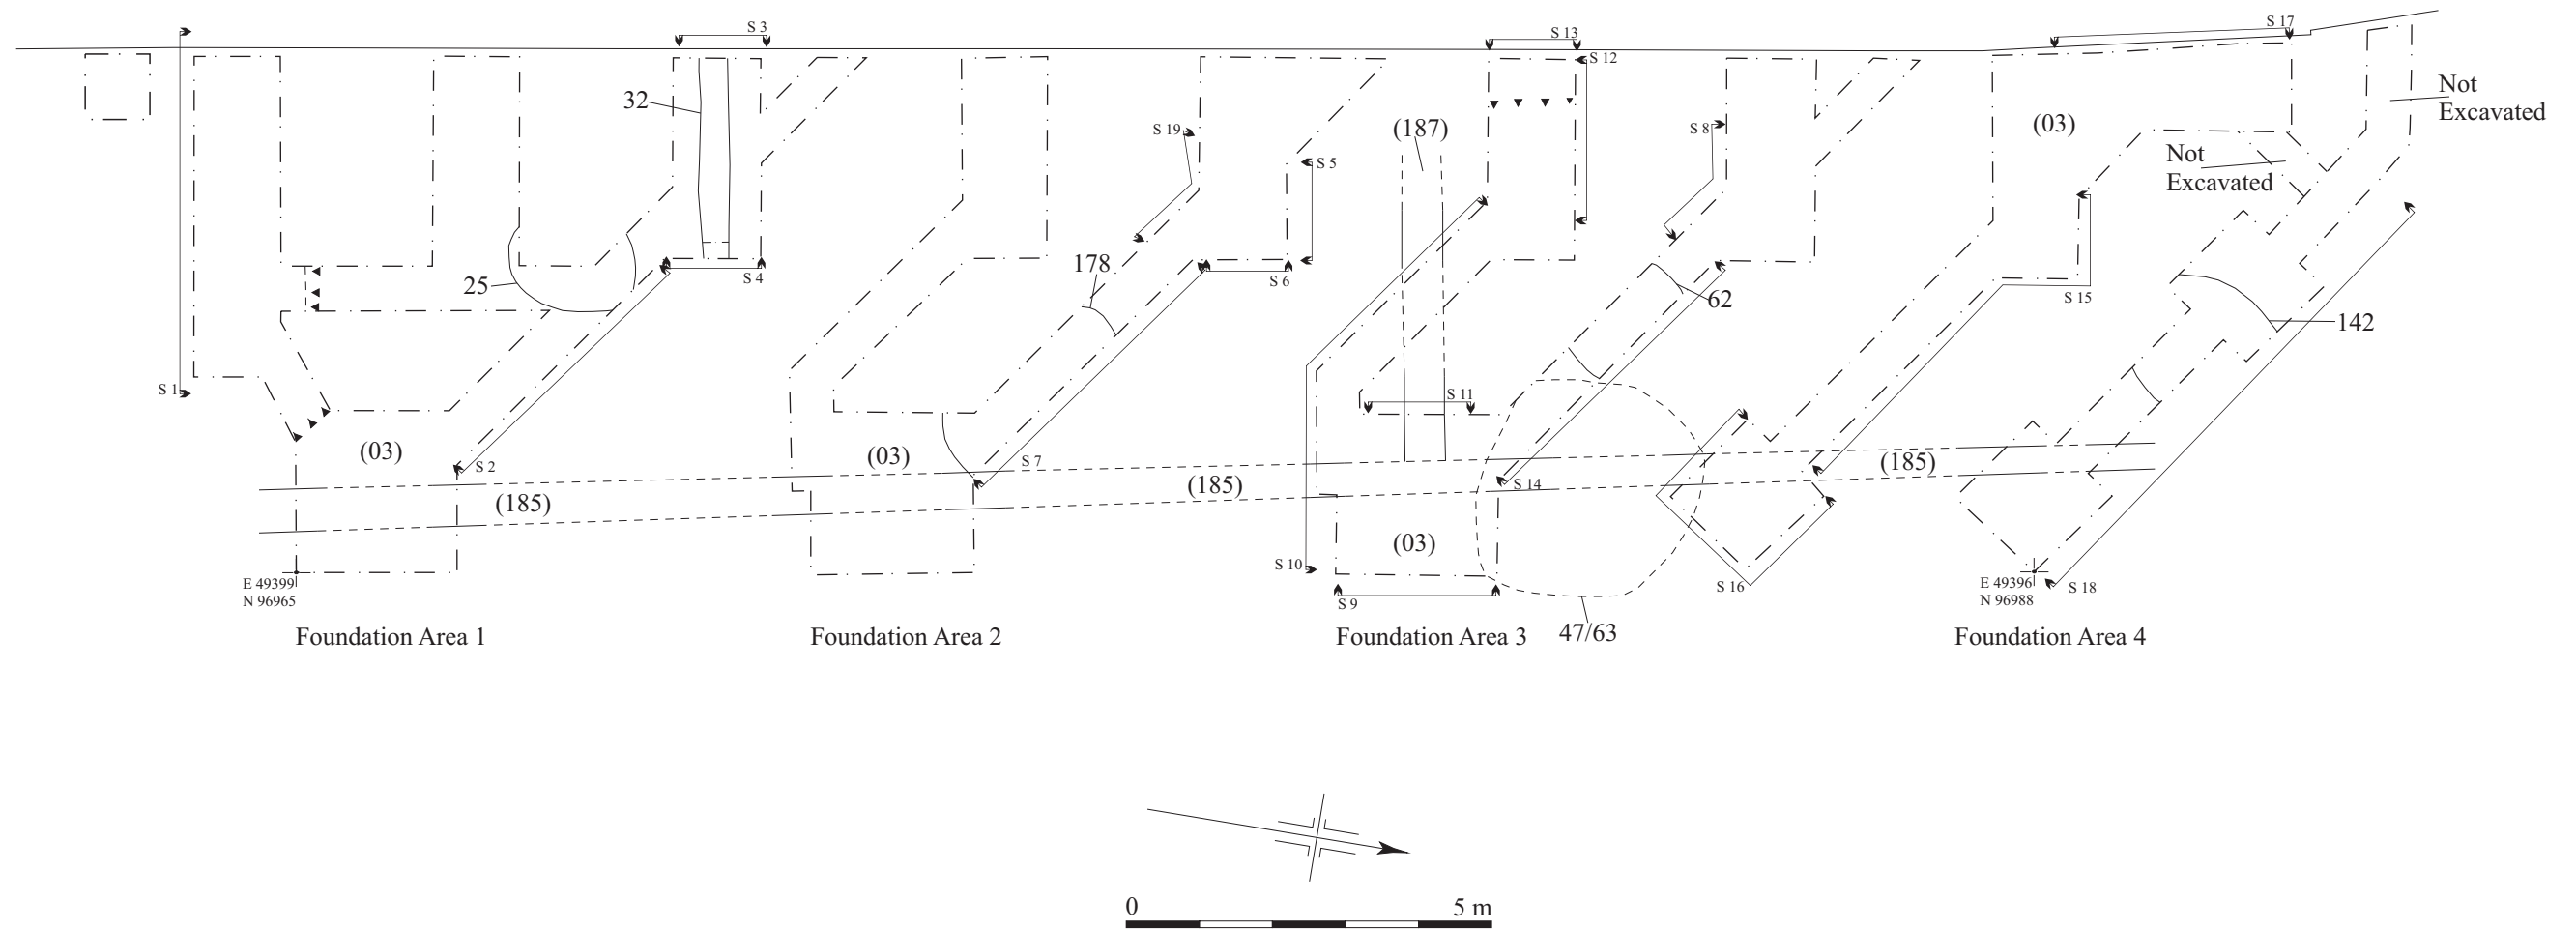 S 3
S 13
S 17
S 12
32
Not
Excavated
S 19
(187)
S 8
(03)
S 5
Not
Excavated
178
25
S 4
S 6
62
S 15
142
S 1
S 11
(03)
S 2
(03)
S 7
(185)
(185)
(185)
S 14
(03)
S 10
E 49399
N 96965
S 9
S 16
E 49396
N 96988
S 18
Foundation Area 1
Foundation Area 2
Foundation Area 3
47/63
Foundation Area 4
0
5 m